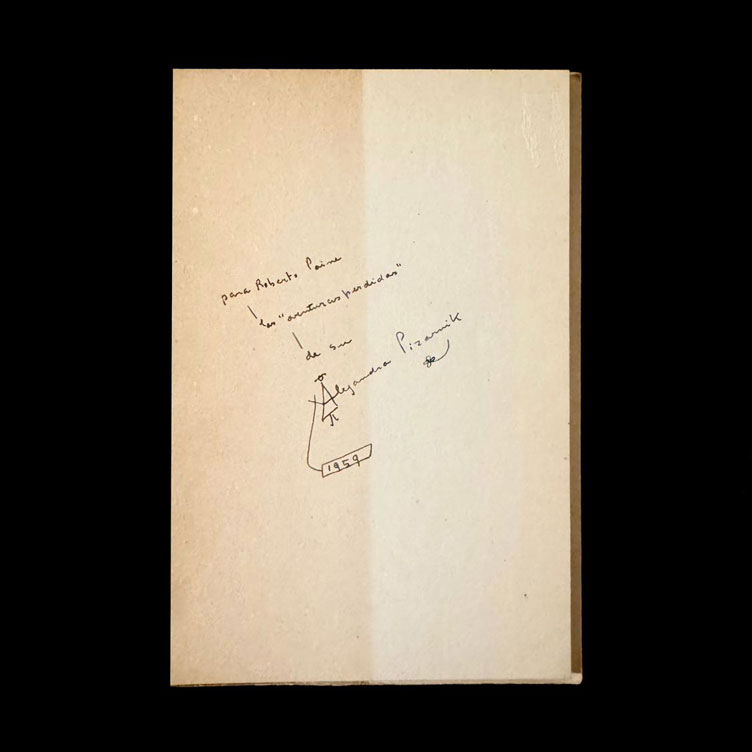 para Roberto Paine
las "aventuras perdidas"
de su
Alejandra Pizarnik
1959